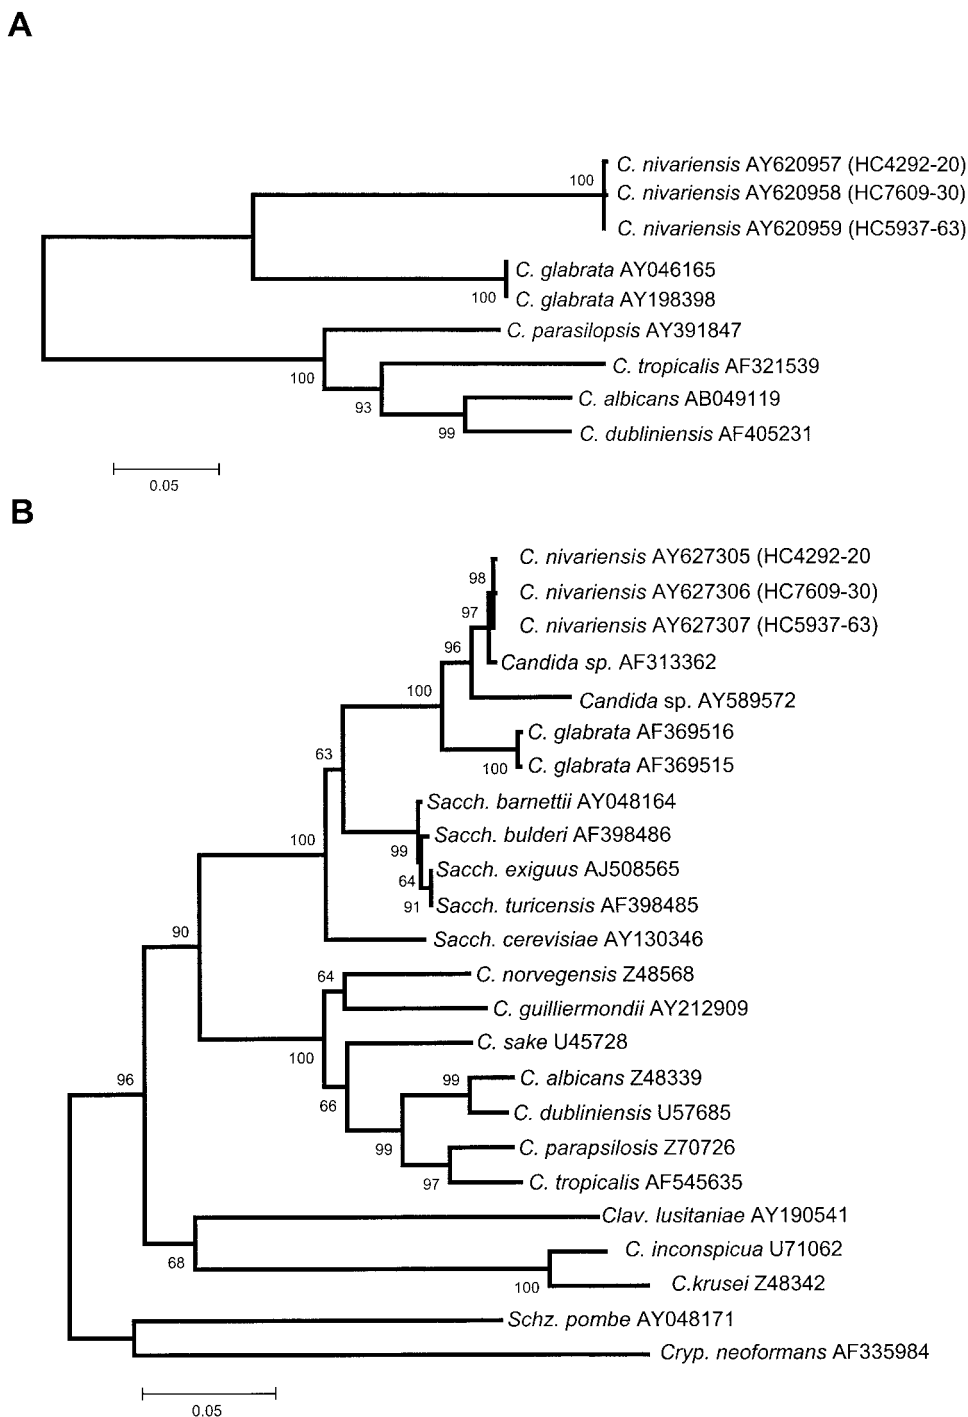 A
C. nivariensis AY620957 (HC4292-20)
100
C. nivariensis AY620958 (HC7609-30)
C. nivariensis AY620959 (HC5937-63)
C. glabrata AY046165
100
C. glabrata AY198398
C. parasilopsis AY391847
C. tropicalis AF321539
100
C. albicans AB049119
93
C. dubliniensis AF405231
99
0.05
B
C. nivariensis AY627305 (HC4292-20
98
C. nivariensis AY627306 (HC7609-30)
97
C. nivariensis AY627307 (HC5937-63)
96
Candida sp. AF313362
100
Candida sp. AY589572
C. glabrata AF369516
63
100
C. glabrata AF369515
Sacch. barnettii AY048164
100
Sacch. bulderi AF398486
99
Sacch. exiguus AJ508565
64
91
Sacch. turicensis AF398485
90
Sacch. cerevisiae AY130346
64
C. norvegensis Z48568
C. guilliermondii AY212909
C. sake U45728
100
96
99
C. albicans Z48339
66
C. dubliniensis U57685
99
C. parapsilosis Z70726
97
C. tropicalis AF545635
Clav. lusitaniae AY190541
68
C. inconspicua U71062
100
C.krusei Z48342
Schz. pombe AY048171
Cryp. neoformans AF335984
0.05